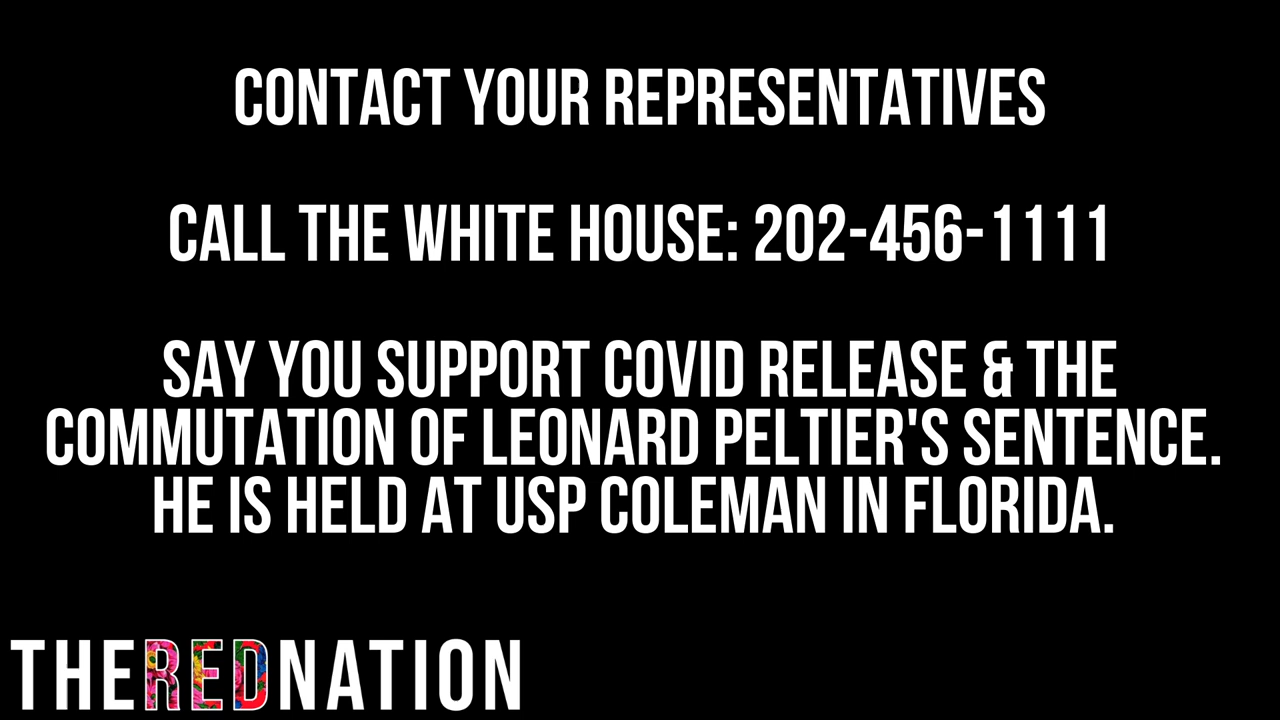 CONTACT YOUR REPRESENTATIVES
CALL THE WHITE HOUSE: 202-456-1111
SAY YOU SUPPORT COVID RELEASE & THE
COMMUTATION OF LEONARD PELTIER'S SENTENCE.
HE IS HELD AT USP COLEMAN IN FLORIDA.
THEREDNATION